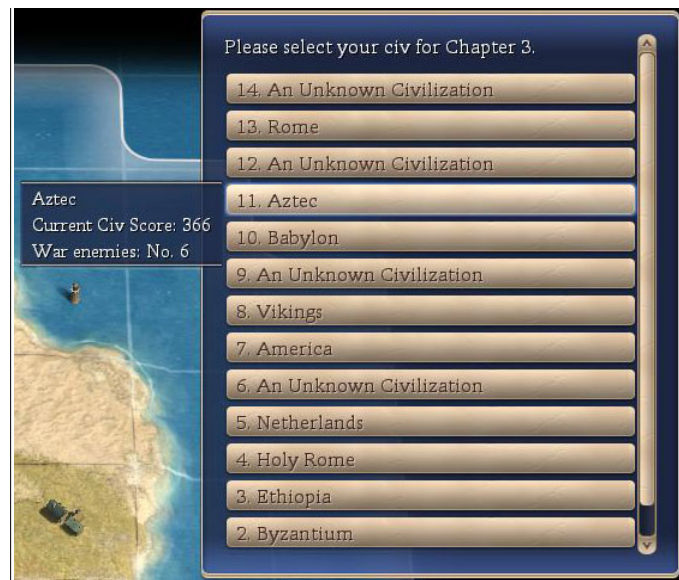 Please select your civ for Chapter 3.
14. An Unknown Civilization
13. Rome
12. An Unknown Civilization
11. Aztec
10. Babylon
9. An Unknown Civilization
8. Vikings
7. America
6. An Unknown Civilization
5. Netherlands
4. Holy Rome
3. Ethiopia
2. Byzantium
Aztec
Current Civ Score: 366
War enemies: No. 6